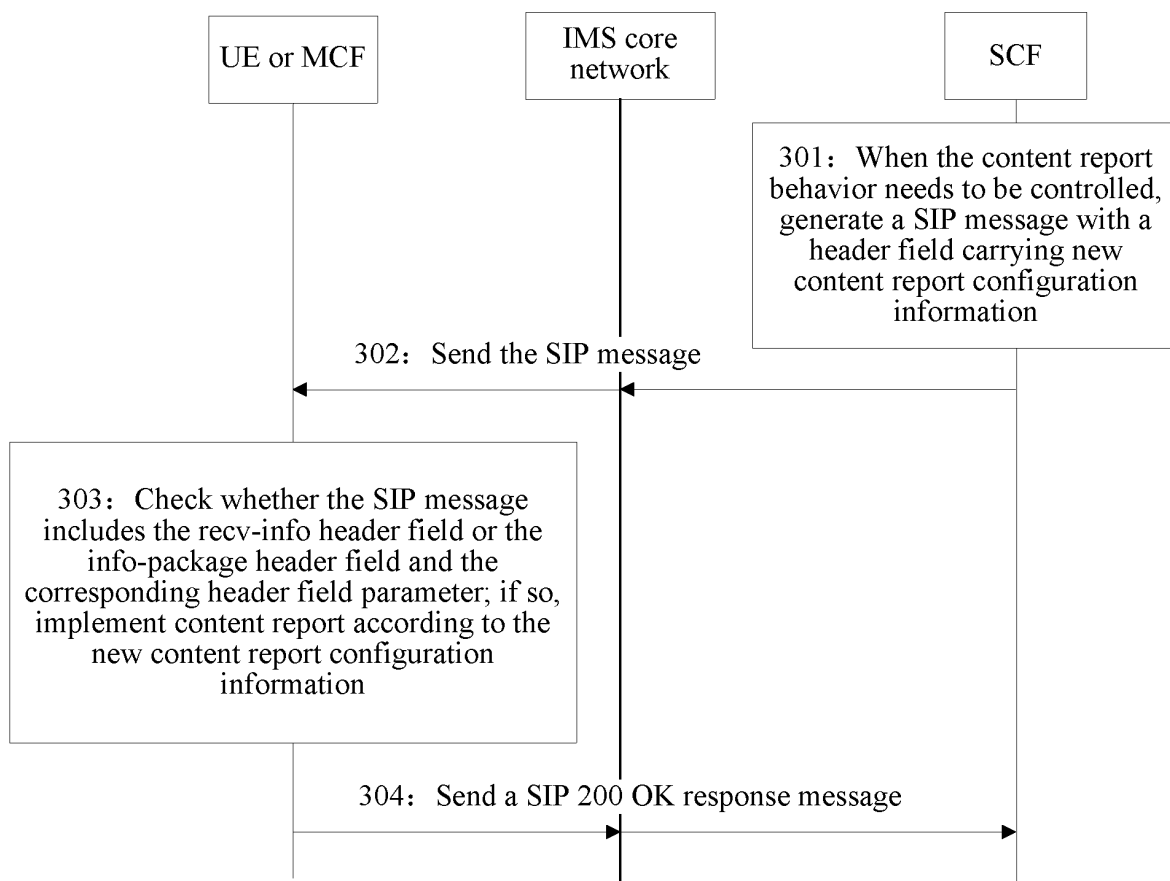 UE or MCF
IMS core
network
SCF
301：When the content report
behavior needs to be controlled,
generate a SIP message with a
header field carrying new
content report configuration
information
302：Send the SIP message
303：Check whether the SIP message
includes the recv-info header field or the
info-package header field and the
corresponding header field parameter; if so,
implement content report according to the
new content report configuration
information
304：Send a SIP 200 OK response message